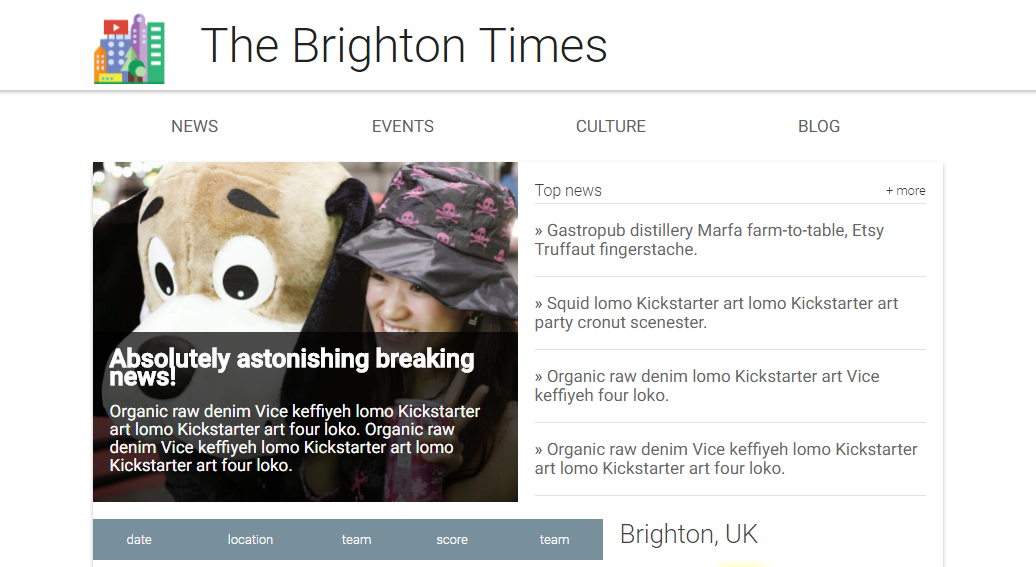 The Brighton Times
NEWS EVENTS CULTURE BLOG
Absolutely astonishing breaking
news!
Organic raw denim Vice keffiyeh lomo Kickstarter
art lomo Kickstarter art four loko. Organic raw
denim Vice keffiyeh lomo Kickstarter art lomo
Kickstarter art four loko.
Top news + more
» Gastropub distillery Marfa farm-to-table, Etsy
Truffaut fingerstache.
» Squid lomo Kickstarter art lomo Kickstarter art
party cronut scenester.
» Organic raw denim lomo Kickstarter art Vice
keffiyeh four loko.
» Organic raw denim Vice keffiyeh lomo Kickstarter
art lomo Kickstarter art four loko.
date location team score team
Brighton, UK